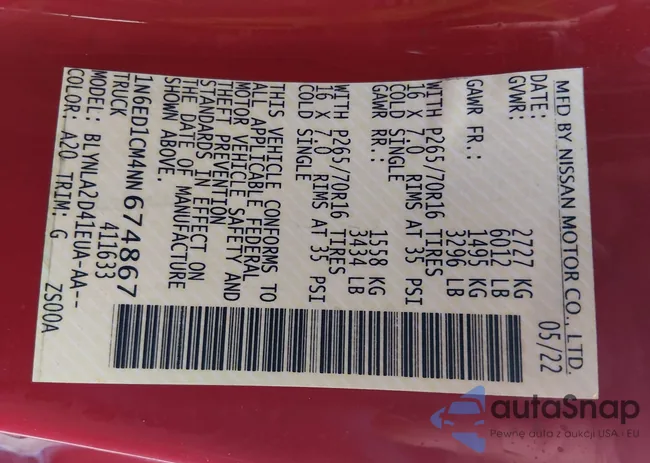 MFD BY NISSAN MOTOR CO., LTD.
DATE: 05/22
GVWR: 2727 KG
6012 LB
GAWR FR.: 1495 KG
3296 LB
WITH P265/70R16 TIRES
16 X 7.0 RIMS AT 35 PSI
COLD SINGLE
GAWR RR.: 1558 KG
3434 LB
WITH P265/70R16 TIRES
16 X 7.0 RIMS AT 35 PSI
COLD SINGLE
THIS VEHICLE CONFORMS TO
ALL APPLICABLE FEDERAL
MOTOR VEHICLE SAFETY AND
THEFT PREVENTION
STANDARDS IN EFFECT ON
THE DATE OF MANUFACTURE
SHOWN ABOVE.
1N6ED1CM4NN674867
TRUCK 411633
MODEL: BLYNLA2D41EUA-AA--
COLOR: A20 TRIM: G ZS00A
autaSnap
Pewne auta z aukcji USA - EU